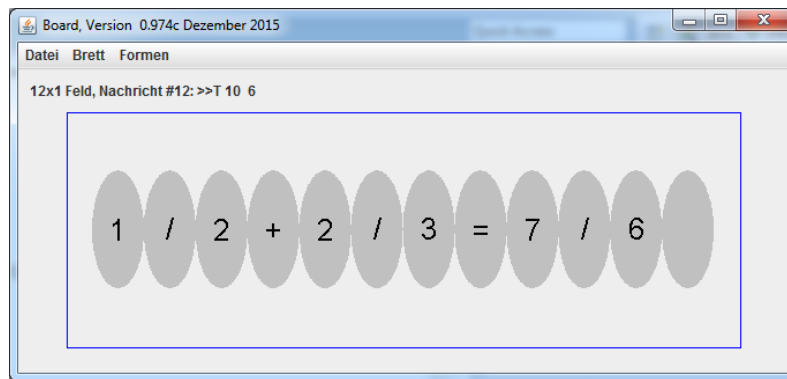 Board, Version 0.974c Dezember 2015
Datei Brett Formen
12x1 Feld, Nachricht #12: >>T 10 6
1 / 2 + 2 / 3 = 7 / 6